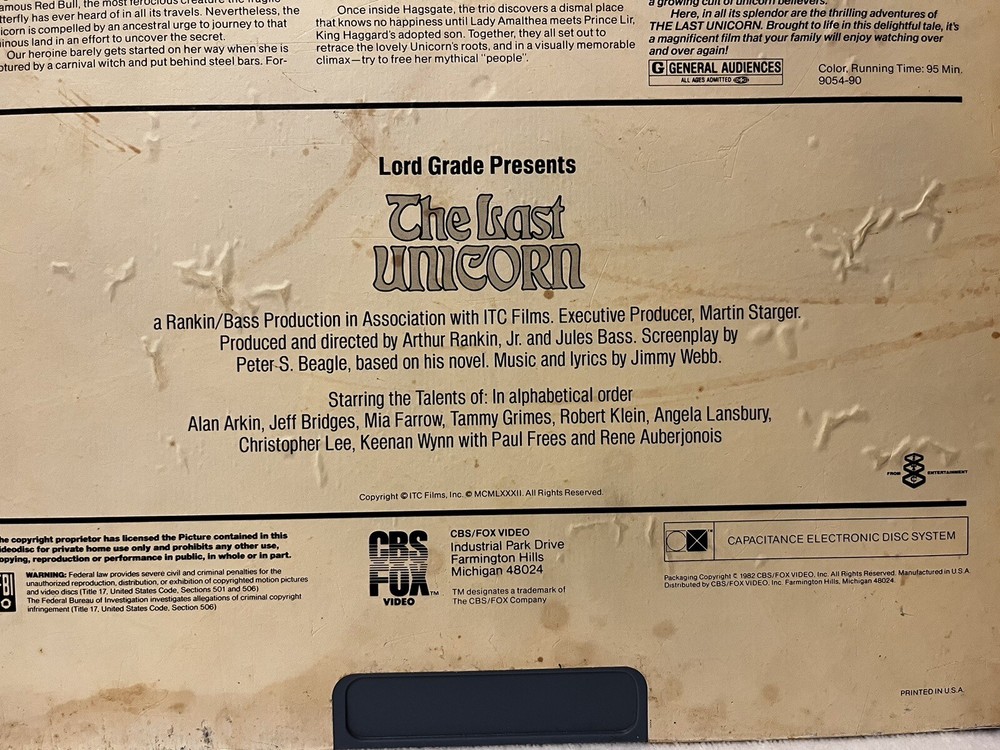 amous Red Bull, the most ferocious creature the fragile
tterfly has ever heard of in all its travels. Nevertheless, the
icorn is compelled by an ancestral urge to journey to that
inous land in an effort to uncover the secret.
Our heroine barely gets started on her way when she is
ptured by a carnival witch and put behind steel bars. For-
Once inside Hagsgate, the trio discovers a dismal place
that knows no happiness until Lady Amalthea meets Prince Lir,
King Haggard's adopted son. Together, they all set out to
retrace the lovely Unicorn's roads, and in a visually memorable
climax—try to free her mythical "people".
a growing cult of unicorn believers.
Here, in all its splendor are the thrilling adventures of
THE LAST UNICORN. Brought to life in this delightful tale, it's
a magnificent film that your family will enjoy watching over
and over again!
G GENERAL AUDIENCES
ALL AGES ADMITTED
Color, Running Time: 95 Min.
9054-90
Lord Grade Presents
The Last
UNICORN
a Rankin/Bass Production in Association with ITC Films. Executive Producer, Martin Starger.
Produced and directed by Arthur Rankin, Jr. and Jules Bass. Screenplay by
Peter S. Beagle, based on his novel. Music and lyrics by Jimmy Webb.
Starring the Talents of: In alphabetical order
Alan Arkin, Jeff Bridges, Mia Farrow, Tammy Grimes, Robert Klein, Angela Lansbury,
Christopher Lee, Keenan Wynn with Paul Frees and Rene Auberjonois
FROM ITC ENTERTAINMENT
Copyright © ITC Films, Inc. © MCMLXXXII. All Rights Reserved.
he copyright proprietor has licensed the Picture contained in this
ideodisc for private home use only and prohibits any other use,
opying, reproduction or performance in public, in whole or in part.
FBI
WARNING: Federal law provides severe civil and criminal penalties for the
unauthorized reproduction, distribution, or exhibition of copyrighted motion pictures
and video discs (Title 17, United States Code, Sections 501 and 506)
The Federal Bureau of Investigation investigates allegations of criminal copyright
infringement (Title 17, United States Code, Section 506)
CBS
FOX
VIDEO
TM
CBS/FOX VIDEO
Industrial Park Drive
Farmington Hills
Michigan 48024
TM designates a trademark of
The CBS/FOX Company
CAPACITANCE ELECTRONIC DISC SYSTEM
Packaging Copyright © 1982 CBS/FOX VIDEO, Inc. All Rights Reserved. Manufactured in U.S.A.
Distributed by CBS/FOX VIDEO, Inc. Farmington Hills, Michigan 48024.
PRINTED IN U.S.A.